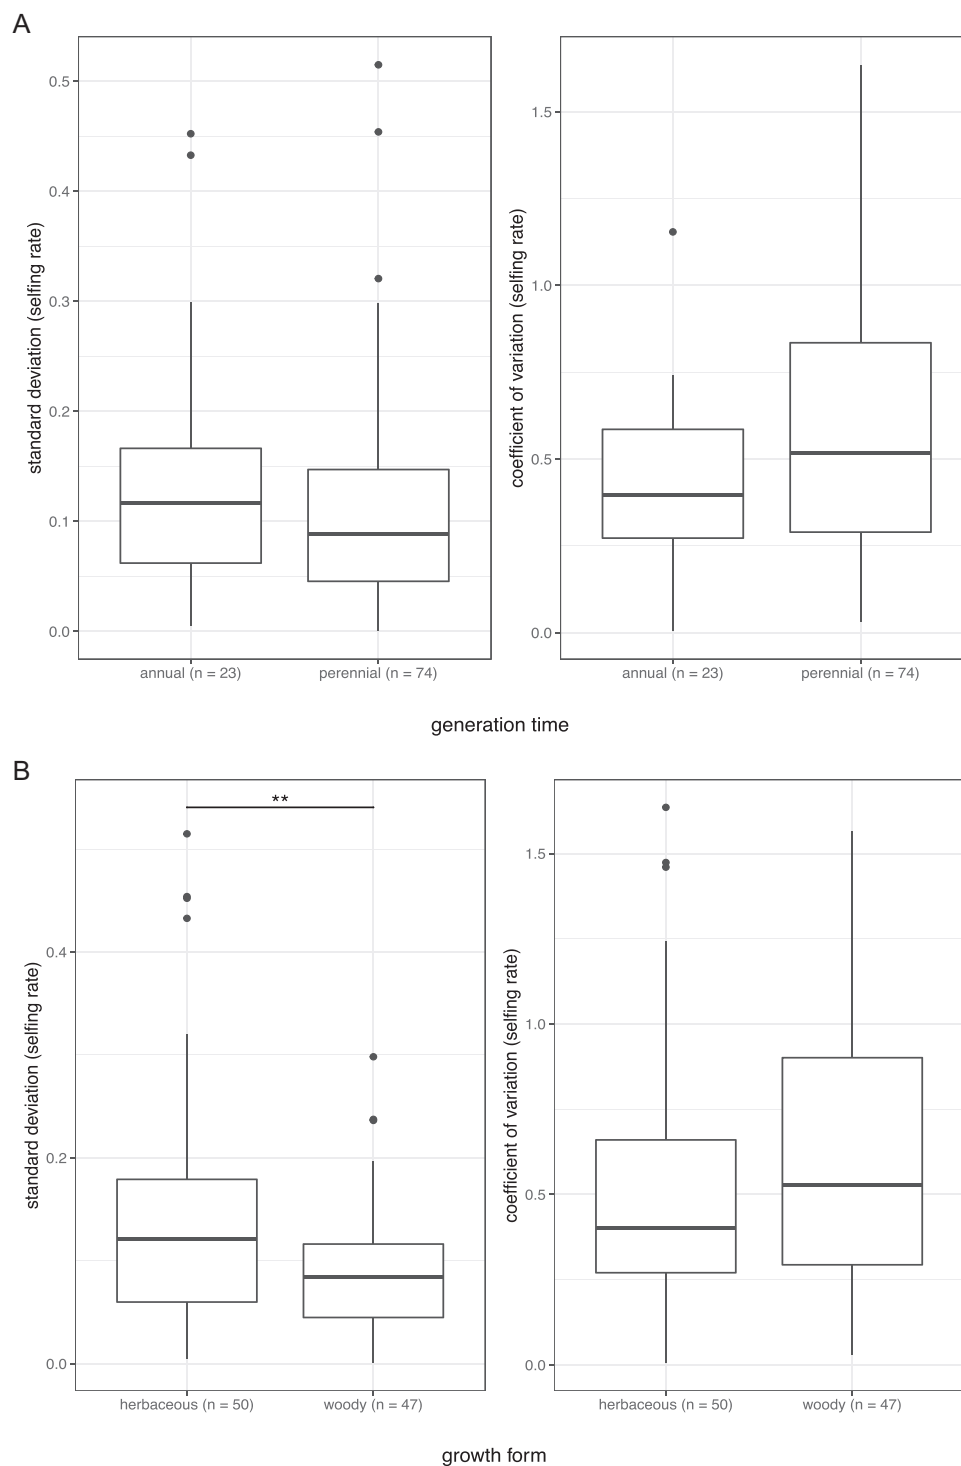 A
standard deviation (selfing rate)
0.5
0.4
0.3
0.2
0.1
0.0
annual (n = 23)
perennial (n = 74)
coefficient of variation (selfing rate)
1.5
1.0
0.5
0.0
annual (n = 23)
perennial (n = 74)
generation time
B
standard deviation (selfing rate)
**
0.4
0.2
0.0
herbaceous (n = 50)
woody (n = 47)
coefficient of variation (selfing rate)
1.5
1.0
0.5
0.0
herbaceous (n = 50)
woody (n = 47)
growth form